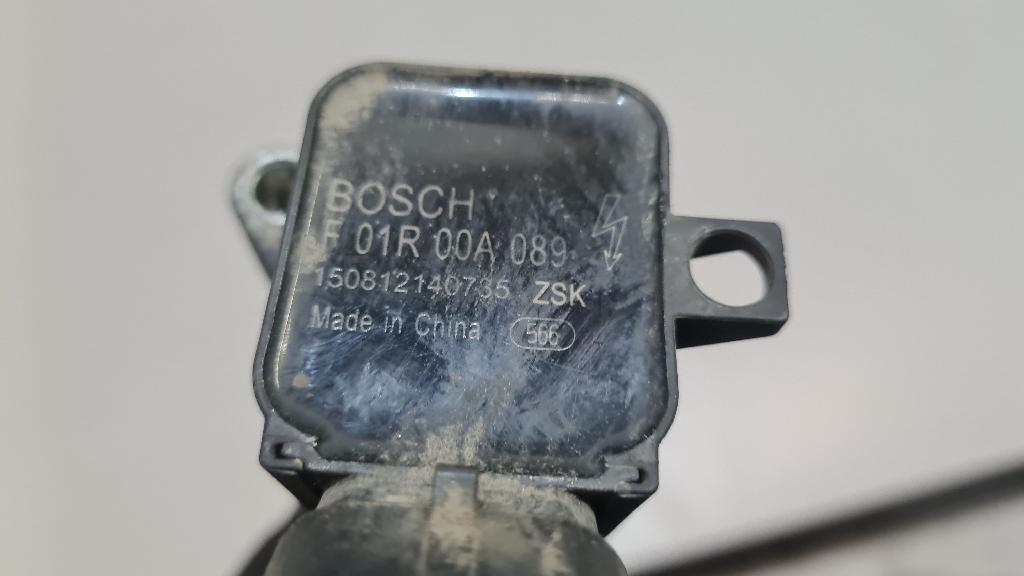 BOSCH
F 01R 00A 089
150812140735 ZSK
Made in China 566